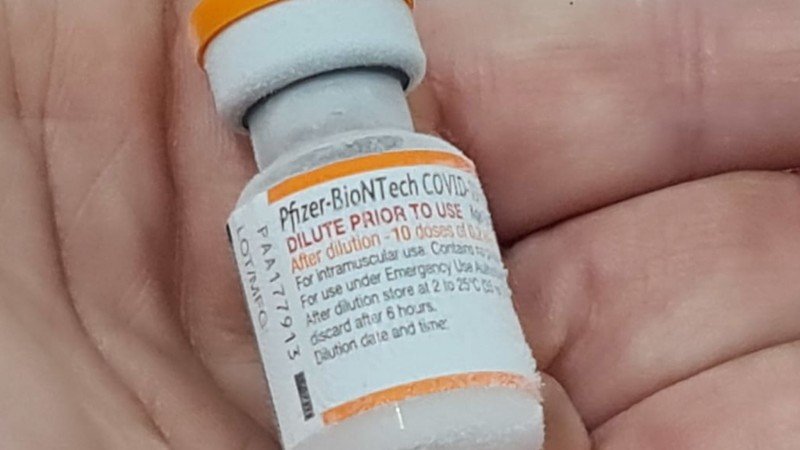 Pfizer-BioNTech COVID-
DILUTE PRIOR TO USE
After dilution - 10 doses of
For intramuscular use. Contains no
For use under Emergency Use
After dilution store at 2 to 25°C
discard after 6 hours.
Dilution date and time:
PAA177913
LOT/MFG: